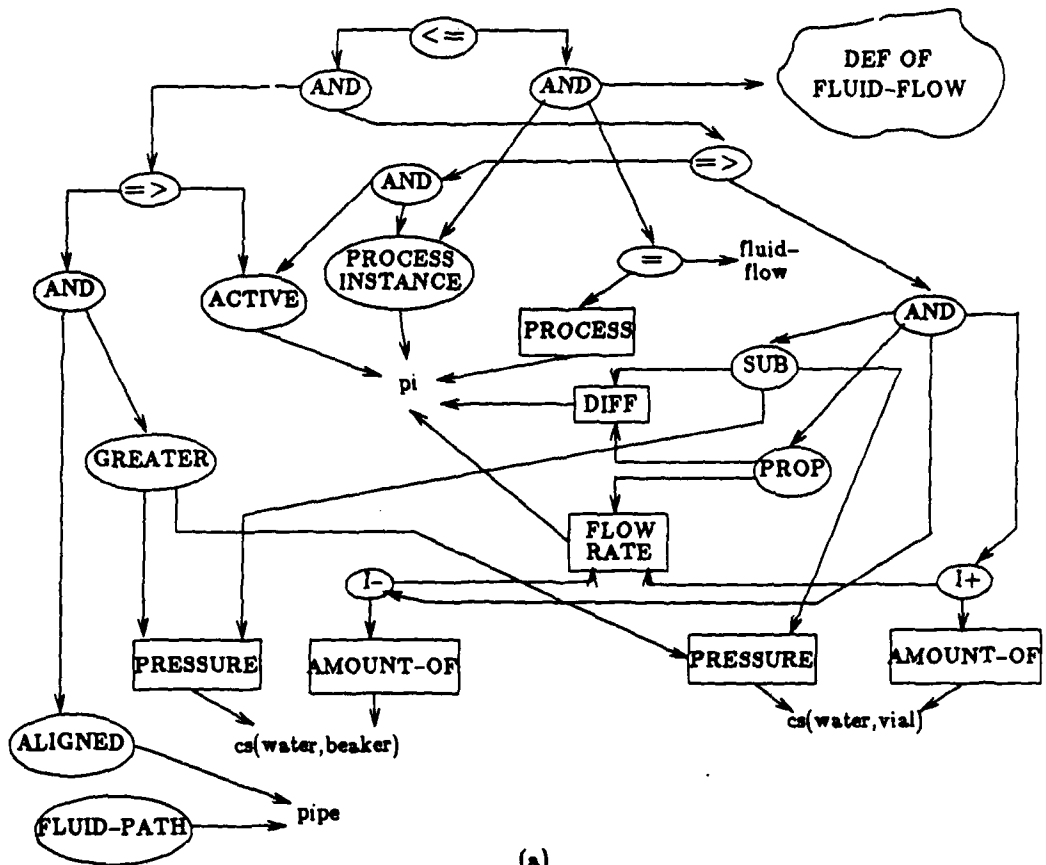 <=
DEF OF
FLUID-FLOW
AND
AND
=>
AND
=>
PROCESS
INSTANCE
=
fluid-
flow
AND
ACTIVE
AND
PROCESS
SUB
pi
DIFF
GREATER
PROP
FLOW
RATE
I-
I+
PRESSURE
AMOUNT-OF
PRESSURE
AMOUNT-OF
cs(water,beaker)
cs(water,vial)
ALIGNED
pipe
FLUID-PATH
(a)